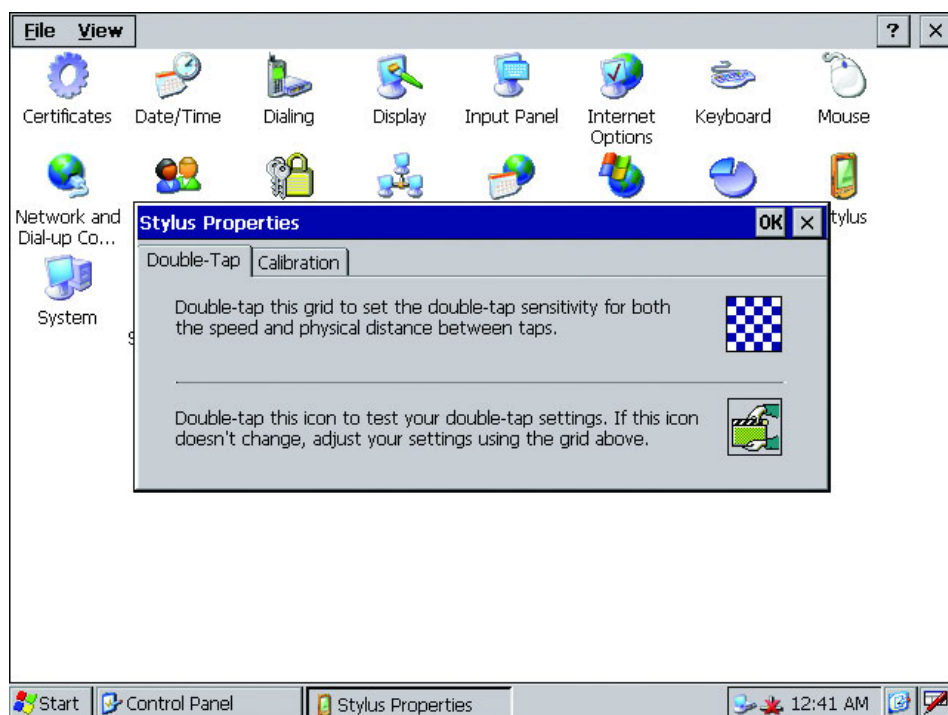 File View ? ×
Certificates Date/Time Dialing Display Input Panel Internet Options Keyboard Mouse
Network and Dial-up Co... tylus
Stylus Properties OK ×
Double-Tap Calibration
Double-tap this grid to set the double-tap sensitivity for both
the speed and physical distance between taps.
System
Double-tap this icon to test your double-tap settings. If this icon
doesn't change, adjust your settings using the grid above.
Start Control Panel Stylus Properties 12:41 AM